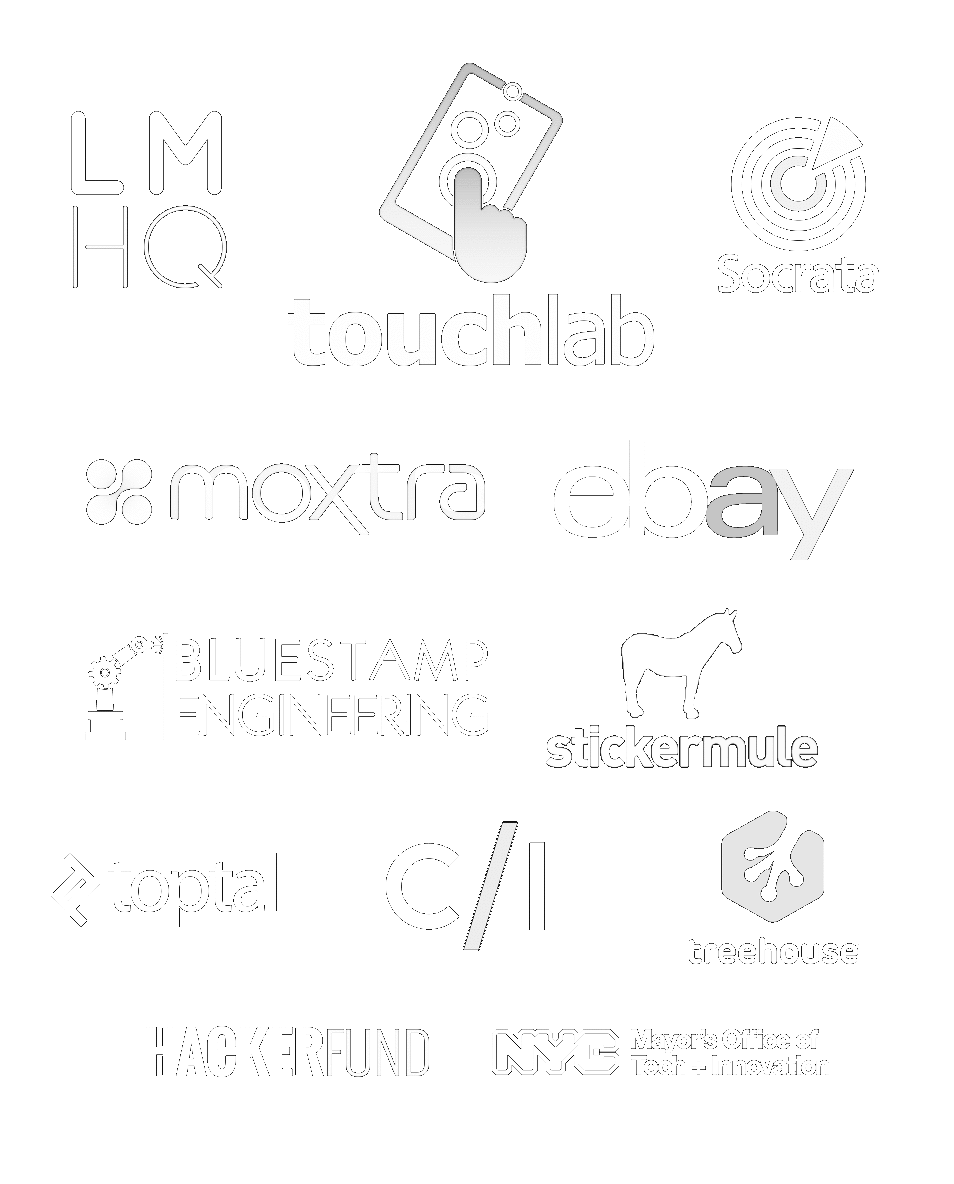 LM
HQ
touchlab
Socrata
moxtra
ebay
BLUESTAMP
ENGINEERING
stickermule
toptal
C/I
treehouse
HACKERFUND
NYC
Mayor's Office of
Tech + Innovation